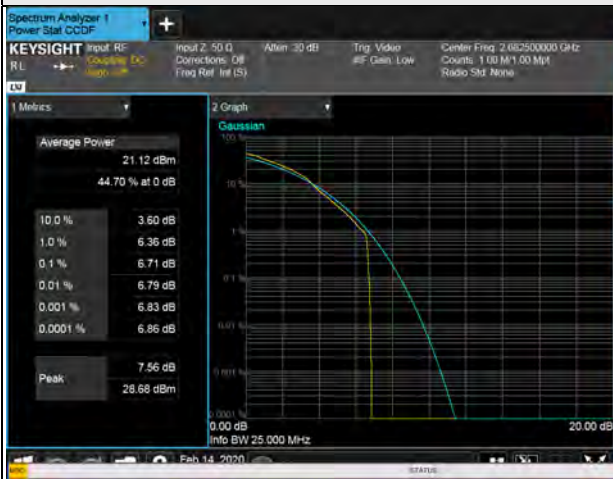 Spectrum Analyzer 1
Power Stat CCDF
+
KEYSIGHT Input: RF
RL
Coupling: DC
Align: Off
Input Z: 50 Ω
Corrections: Off
Freq Ref: Int (S)
Atten: 30 dB
Trig: Video
#IF Gain: Low
Center Freq: 2.682500000 GHz
Counts: 1.00 M/1.00 Mpt
Radio Std: None
LW
1 Metrics
Average Power
21.12 dBm
44.70 % at 0 dB
10.0 % 3.60 dB
1.0 % 6.36 dB
0.1 % 6.71 dB
0.01 % 6.79 dB
0.001 % 6.83 dB
0.0001 % 6.86 dB
Peak 7.56 dB
28.68 dBm
2 Graph
Gaussian
100 %
10 %
1 %
0.1 %
0.01 %
0.001 %
0.0001 %
0.00 dB 20.00 dB
Info BW 25.000 MHz
Feb 14, 2020
MSG STATUS